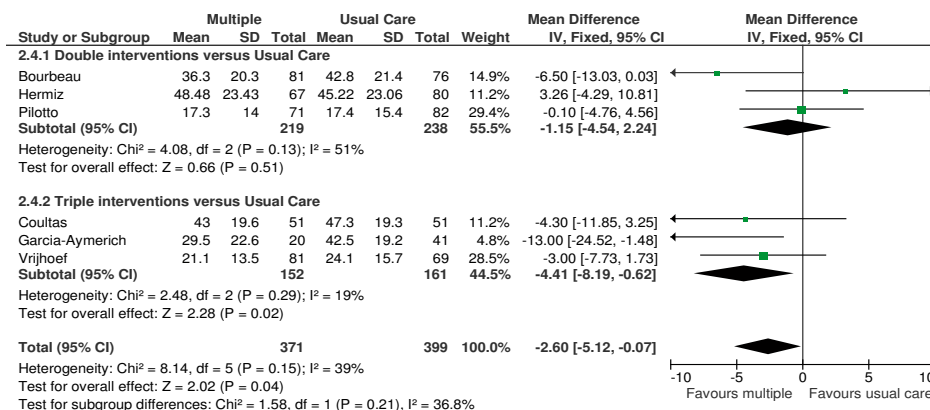 Multiple Usual Care Mean Difference Mean Difference
Study or Subgroup Mean SD Total Mean SD Total Weight IV, Fixed, 95% CI IV, Fixed, 95% CI
2.4.1 Double interventions versus Usual Care
Bourbeau 36.3 20.3 81 42.8 21.4 76 14.9% -6.50 [-13.03, 0.03]
Hermiz 48.48 23.43 67 45.22 23.06 80 11.2% 3.26 [-4.29, 10.81]
Pilotto 17.3 14 71 17.4 15.4 82 29.4% -0.10 [-4.76, 4.56]
Subtotal (95% CI) 219 238 55.5% -1.15 [-4.54, 2.24]
Heterogeneity: Chi² = 4.08, df = 2 (P = 0.13); I² = 51%
Test for overall effect: Z = 0.66 (P = 0.51)
2.4.2 Triple interventions versus Usual Care
Coultas 43 19.6 51 47.3 19.3 51 11.2% -4.30 [-11.85, 3.25]
Garcia-Aymerich 29.5 22.6 20 42.5 19.2 41 4.8% -13.00 [-24.52, -1.48]
Vrijhoef 21.1 13.5 81 24.1 15.7 69 28.5% -3.00 [-7.73, 1.73]
Subtotal (95% CI) 152 161 44.5% -4.41 [-8.19, -0.62]
Heterogeneity: Chi² = 2.48, df = 2 (P = 0.29); I² = 19%
Test for overall effect: Z = 2.28 (P = 0.02)
Total (95% CI) 371 399 100.0% -2.60 [-5.12, -0.07]
Heterogeneity: Chi² = 8.14, df = 5 (P = 0.15); I² = 39%
Test for overall effect: Z = 2.02 (P = 0.04)
Test for subgroup differences: Chi² = 1.58, df = 1 (P = 0.21), I² = 36.8%
-10 -5 0 5 10
Favours multiple Favours usual care